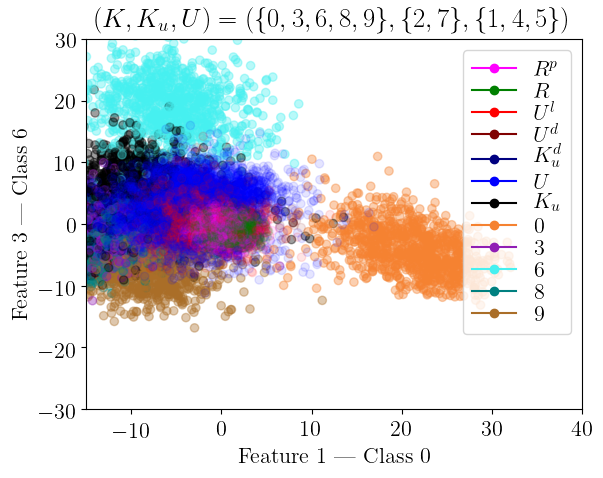 (K, K_u, U) = ({0, 3, 6, 8, 9}, {2, 7}, {1, 4, 5})
30
20
10
0
−10
−20
−30
Feature 3 — Class 6
−10
0
10
20
30
40
Feature 1 — Class 0
R^p
R
U^l
U^d
K_u^d
U
K_u
0
3
6
8
9